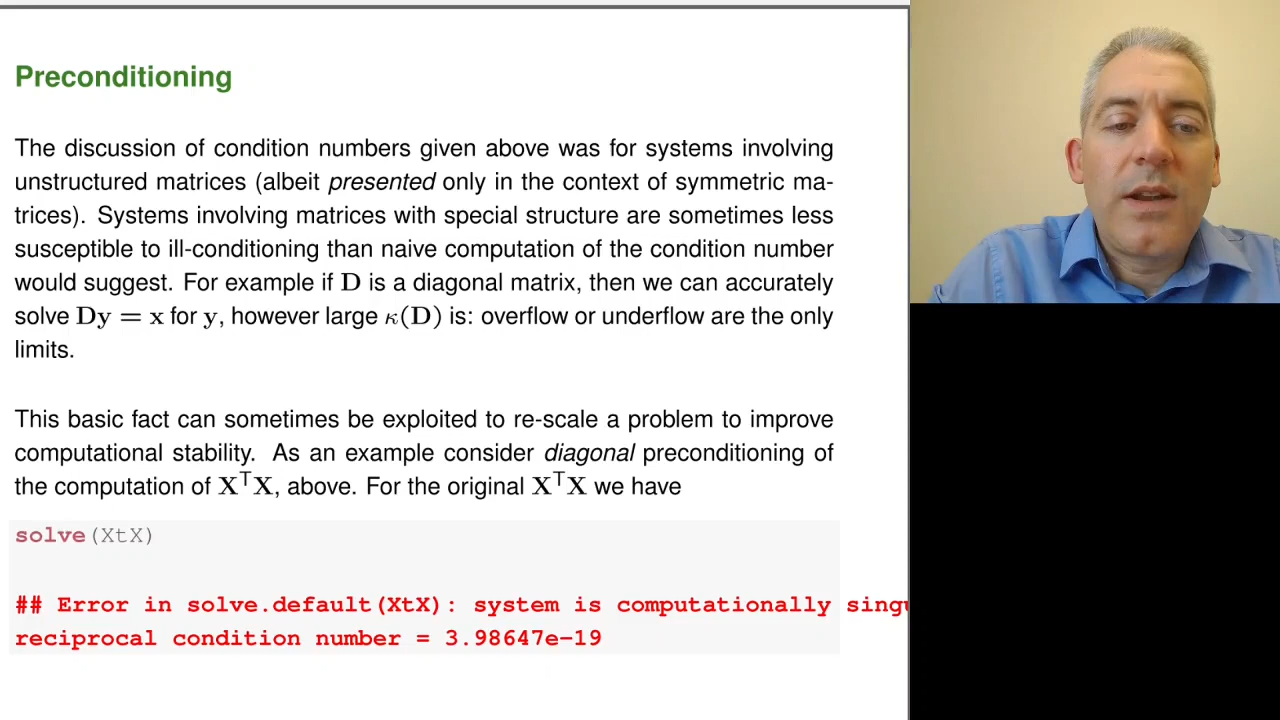 Preconditioning
The discussion of condition numbers given above was for systems involving
unstructured matrices (albeit presented only in the context of symmetric ma-
trices). Systems involving matrices with special structure are sometimes less
susceptible to ill-conditioning than naive computation of the condition number
would suggest. For example if D is a diagonal matrix, then we can accurately
solve Dy = x for y, however large κ(D) is: overflow or underflow are the only
limits.
This basic fact can sometimes be exploited to re-scale a problem to improve
computational stability. As an example consider diagonal preconditioning of
the computation of XᵀX, above. For the original XᵀX we have
solve(XtX)
## Error in solve.default(XtX): system is computationally
reciprocal condition number = 3.98647e-19